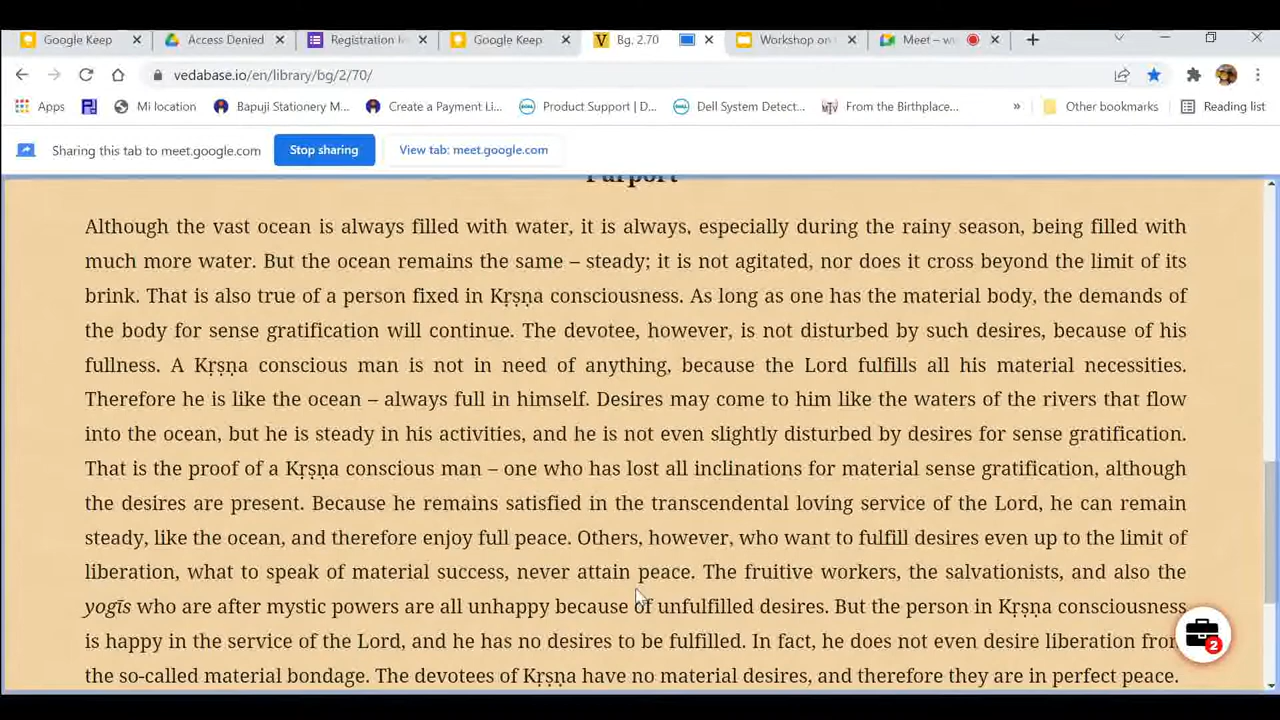 Google Keep Access Denied Registration Google Keep Bg. 2.70 Workshop on Meet – w
vedabase.io/en/library/bg/2/70/
Apps Mi location Bapuji Stationery M... Create a Payment Li... Product Support | D... Dell System Detect... From the Birthplace... » Other bookmarks Reading list
Sharing this tab to meet.google.com Stop sharing View tab: meet.google.com
Purport
Although the vast ocean is always filled with water, it is always, especially during the rainy season, being filled with
much more water. But the ocean remains the same – steady; it is not agitated, nor does it cross beyond the limit of its
brink. That is also true of a person fixed in Kṛṣṇa consciousness. As long as one has the material body, the demands of
the body for sense gratification will continue. The devotee, however, is not disturbed by such desires, because of his
fullness. A Kṛṣṇa conscious man is not in need of anything, because the Lord fulfills all his material necessities.
Therefore he is like the ocean – always full in himself. Desires may come to him like the waters of the rivers that flow
into the ocean, but he is steady in his activities, and he is not even slightly disturbed by desires for sense gratification.
That is the proof of a Kṛṣṇa conscious man – one who has lost all inclinations for material sense gratification, although
the desires are present. Because he remains satisfied in the transcendental loving service of the Lord, he can remain
steady, like the ocean, and therefore enjoy full peace. Others, however, who want to fulfill desires even up to the limit of
liberation, what to speak of material success, never attain peace. The fruitive workers, the salvationists, and also the
yogīs who are after mystic powers are all unhappy because of unfulfilled desires. But the person in Kṛṣṇa consciousness
is happy in the service of the Lord, and he has no desires to be fulfilled. In fact, he does not even desire liberation from
the so-called material bondage. The devotees of Kṛṣṇa have no material desires, and therefore they are in perfect peace.
2